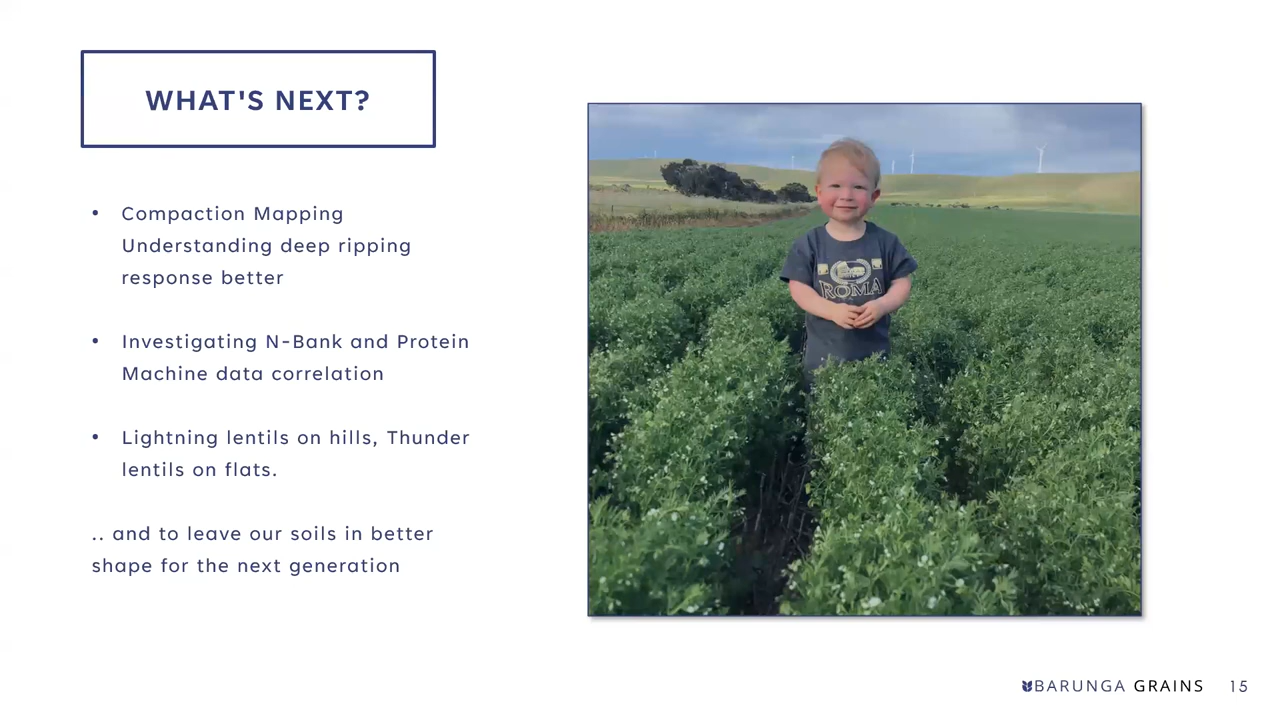 WHAT'S NEXT?
• Compaction Mapping
Understanding deep ripping
response better
• Investigating N-Bank and Protein
Machine data correlation
• Lightning lentils on hills, Thunder
lentils on flats.
.. and to leave our soils in better
shape for the next generation
ROMA
BARUNGA GRAINS 15